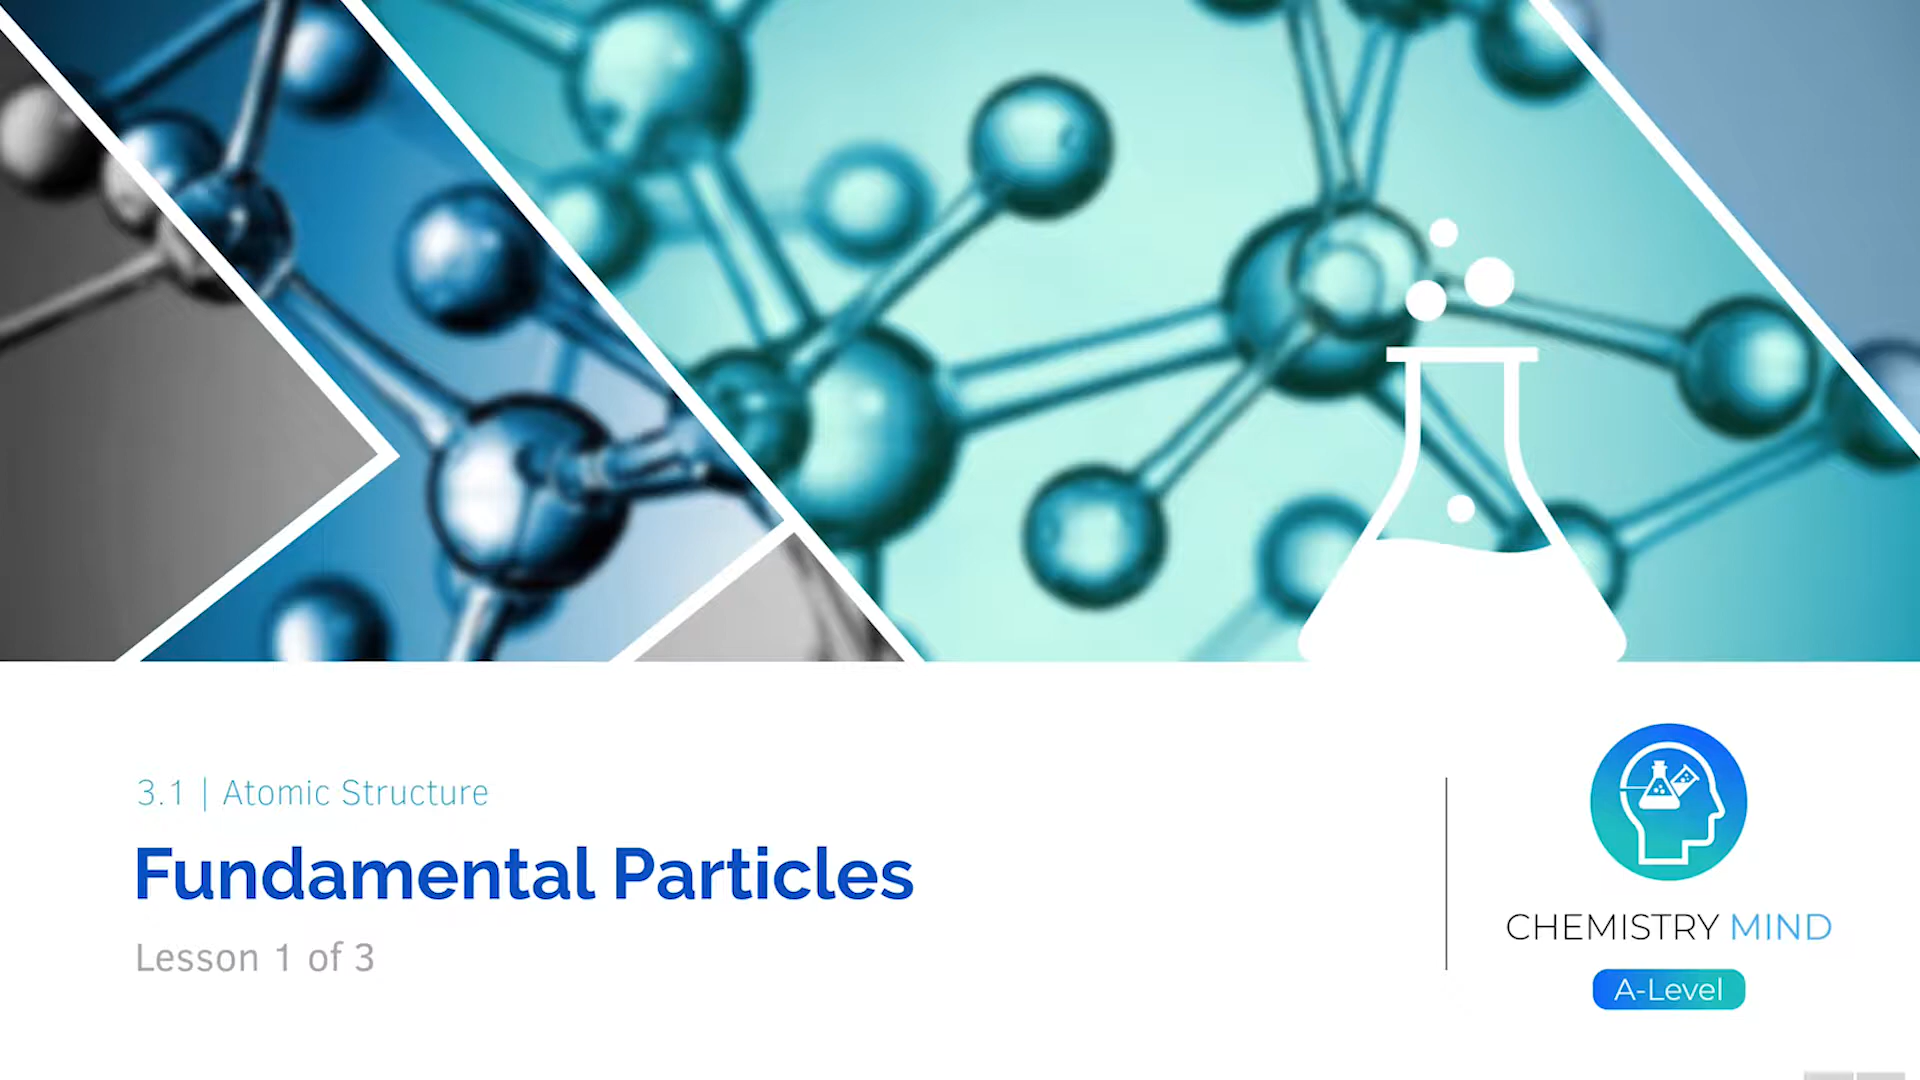 3.1 | Atomic Structure
Fundamental Particles
Lesson 1 of 3
CHEMISTRY MIND
A-Level